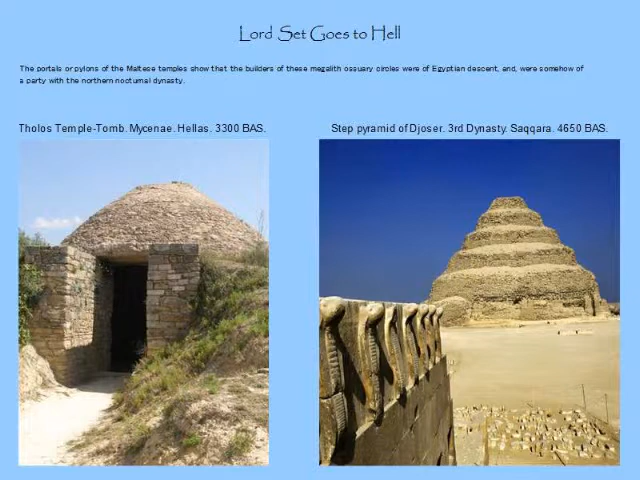 Lord Set Goes to Hell
The portals or pylons of the Maltese temples show that the builders of these megalith ossuary circles were of Egyptian descent, and, were somehow of
a party with the northern nocturnal dynasty.
Tholos Temple-Tomb. Mycenae. Hellas. 3300 BAS.
Step pyramid of Djoser. 3rd Dynasty. Saqqara. 4650 BAS.